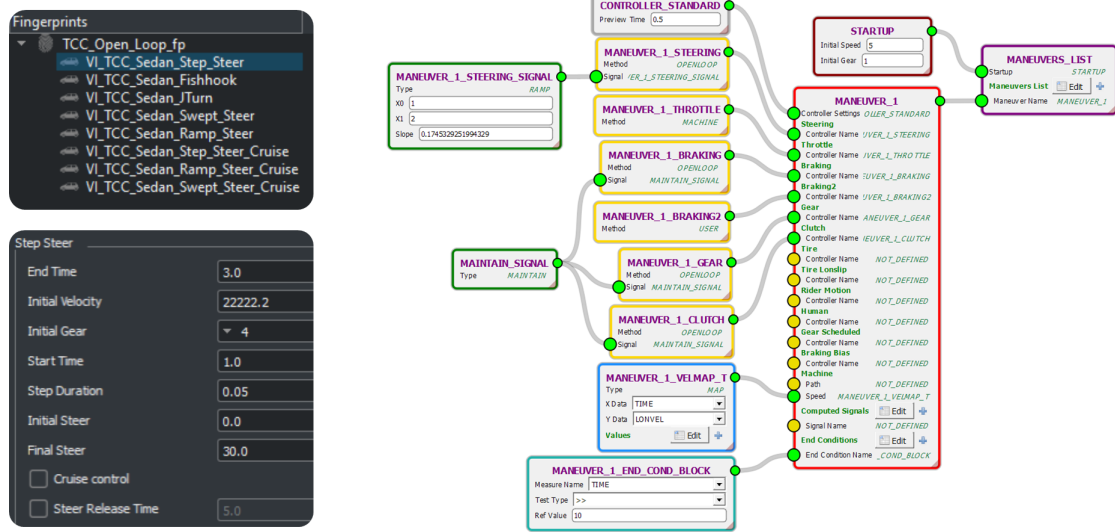 Fingerprints
TCC_Open_Loop_fp
VI_TCC_Sedan_Step_Steer
VI_TCC_Sedan_Fishhook
VI_TCC_Sedan_JTurn
VI_TCC_Sedan_Swept_Steer
VI_TCC_Sedan_Ramp_Steer
VI_TCC_Sedan_Step_Steer_Cruise
VI_TCC_Sedan_Ramp_Steer_Cruise
VI_TCC_Sedan_Swept_Steer_Cruise
Step Steer
End Time 3.0
Initial Velocity 22222.2
Initial Gear 4
Start Time 1.0
Step Duration 0.05
Initial Steer 0.0
Final Steer 30.0
Cruise control
Steer Release Time 5.0
CONTROLLER_STANDARD
Preview Time 0.5
MANEUVER_1_STEERING_SIGNAL
Type RAMP
X0 1
X1 2
Slope 0.1745329251994329
MANEUVER_1_STEERING
Method OPENLOOP
Signal /ER_1_STEERING_SIGNAL
MANEUVER_1_THROTTLE
Method MACHINE
MANEUVER_1_BRAKING
Method OPENLOOP
Signal MAINTAIN_SIGNAL
MANEUVER_1_BRAKING2
Method USER
MAINTAIN_SIGNAL
Type MAINTAIN
MANEUVER_1_GEAR
Method OPENLOOP
Signal MAINTAIN_SIGNAL
MANEUVER_1_CLUTCH
Method OPENLOOP
Signal MAINTAIN_SIGNAL
MANEUVER_1_VELMAP_T
Type MAP
X Data TIME
Y Data LONVEL
Values Edit
MANEUVER_1_END_COND_BLOCK
Measure Name TIME
Test Type >>
Ref Value 10
STARTUP
Initial Speed 5
Initial Gear 1
MANEUVER_1
Controller Settings OLLER_STANDARD
Steering
Controller Name UVER_1_STEERING
Throttle
Controller Name IVER_1_THROTTLE
Braking
Controller Name EUVER_1_BRAKING
Braking2
Controller Name UVER_1_BRAKING2
Gear
Controller Name ANEUVER_1_GEAR
Clutch
Controller Name IEUVER_1_CLUTCH
Tire
Controller Name NOT_DEFINED
Tire Lonslip
Controller Name NOT_DEFINED
Rider Motion
Controller Name NOT_DEFINED
Human
Controller Name NOT_DEFINED
Gear Scheduled
Controller Name NOT_DEFINED
Braking Bias
Controller Name NOT_DEFINED
Machine
Path NOT_DEFINED
Speed MANEUVER_1_VELMAP_T
Computed Signals Edit
Signal Name NOT_DEFINED
End Conditions Edit
End Condition Name _COND_BLOCK
MANEUVERS_LIST
Startup STARTUP
Maneuvers List Edit
Maneuver Name MANEUVER_1